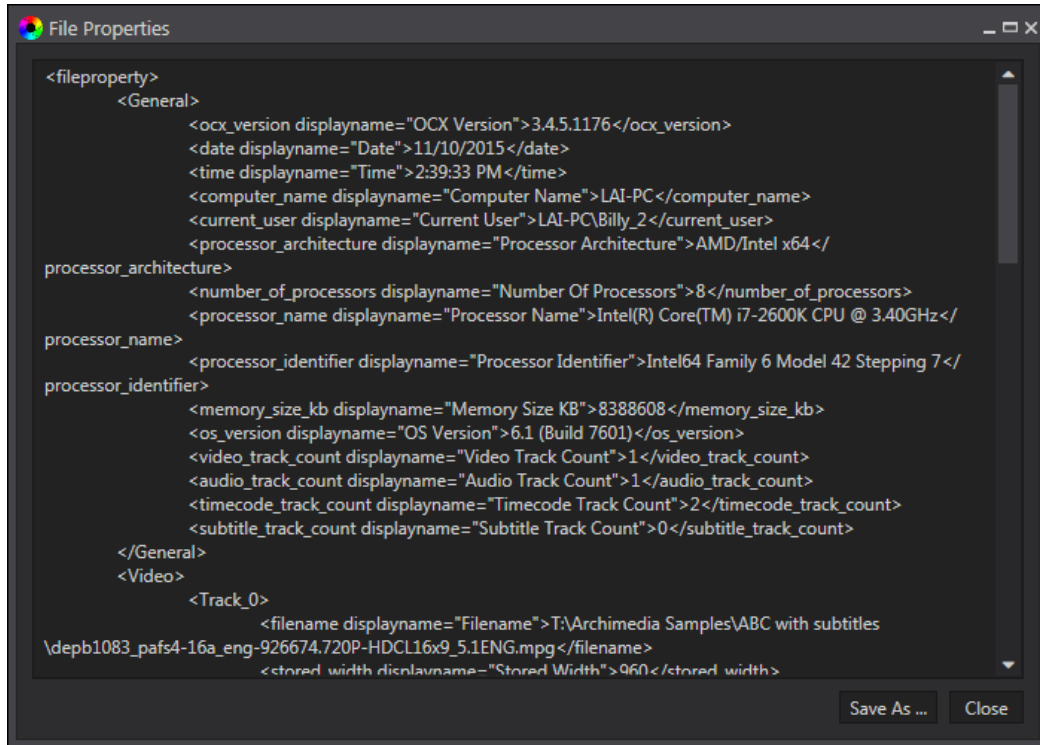 File Properties
<fileproperty>
<General>
<ocx_version displayname="OCX Version">3.4.5.1176</ocx_version>
<date displayname="Date">11/10/2015</date>
<time displayname="Time">2:39:33 PM</time>
<computer_name displayname="Computer Name">LAI-PC</computer_name>
<current_user displayname="Current User">LAI-PC\Billy_2</current_user>
<processor_architecture displayname="Processor Architecture">AMD/Intel x64</
processor_architecture>
<number_of_processors displayname="Number Of Processors">8</number_of_processors>
<processor_name displayname="Processor Name">Intel(R) Core(TM) i7-2600K CPU @ 3.40GHz</
processor_name>
<processor_identifier displayname="Processor Identifier">Intel64 Family 6 Model 42 Stepping 7</
processor_identifier>
<memory_size_kb displayname="Memory Size KB">8388608</memory_size_kb>
<os_version displayname="OS Version">6.1 (Build 7601)</os_version>
<video_track_count displayname="Video Track Count">1</video_track_count>
<audio_track_count displayname="Audio Track Count">1</audio_track_count>
<timecode_track_count displayname="Timecode Track Count">2</timecode_track_count>
<subtitle_track_count displayname="Subtitle Track Count">0</subtitle_track_count>
</General>
<Video>
<Track_0>
<filename displayname="Filename">T:\Archimedia Samples\ABC with subtitles
\depb1083_pafs4-16a_eng-926674.720P-HDCL16x9_5.1ENG.mpg</filename>
<stored_width displayname="Stored Width">960</stored_width>
Save As ... Close